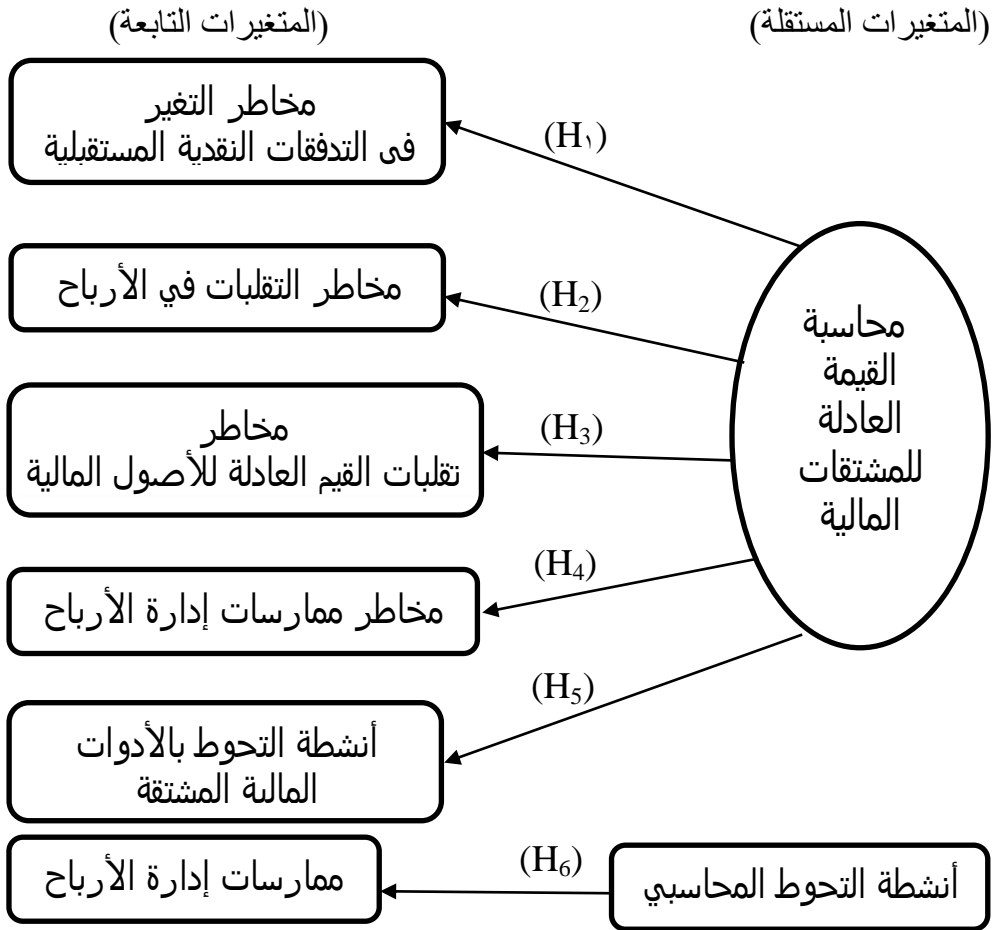 (المتغيرات المستقلة)
(المتغيرات التابعة)
محاسبة
القيمة
العادلة
للمشتقات
المالية
(H١)
مخاطر التغير
فى التدفقات النقدية المستقبلية
(H2)
مخاطر التقلبات في الأرباح
(H3)
مخاطر
تقلبات القيم العادلة للأصول المالية
(H4)
مخاطر ممارسات إدارة الأرباح
(H5)
أنشطة التحوط بالأدوات
المالية المشتقة
أنشطة التحوط المحاسبي
(H6)
ممارسات إدارة الأرباح